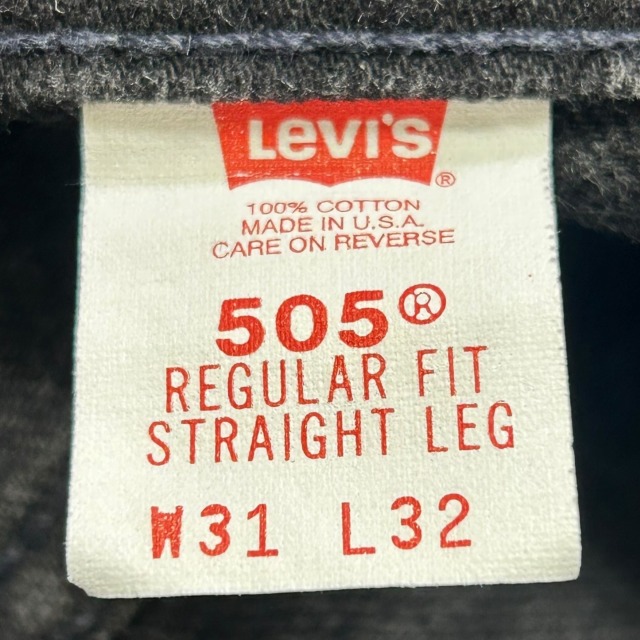 Levi's®
100% COTTON
MADE IN U.S.A.
CARE ON REVERSE
505®
REGULAR FIT
STRAIGHT LEG
W31 L32